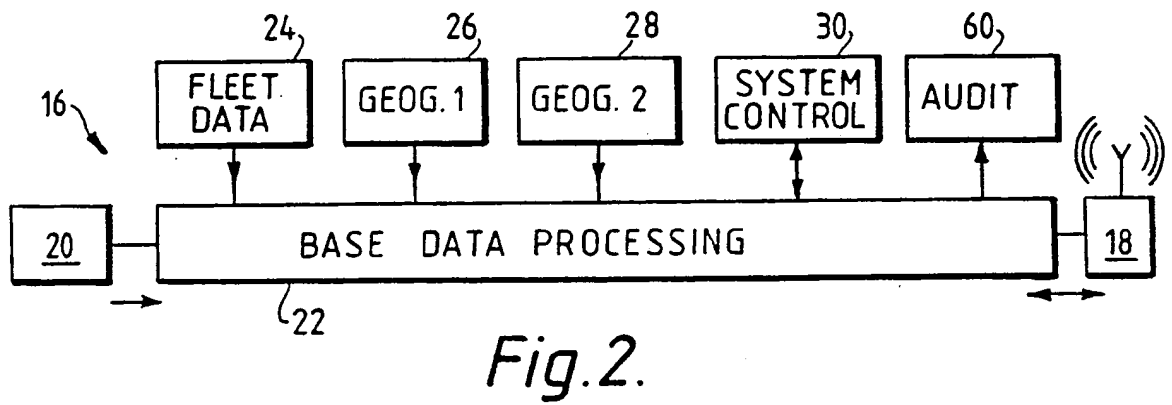 24
26
28
30
60
16
FLEET
DATA
GEOG. 1
GEOG. 2
SYSTEM
CONTROL
AUDIT
20
BASE DATA PROCESSING
18
22
Fig. 2.